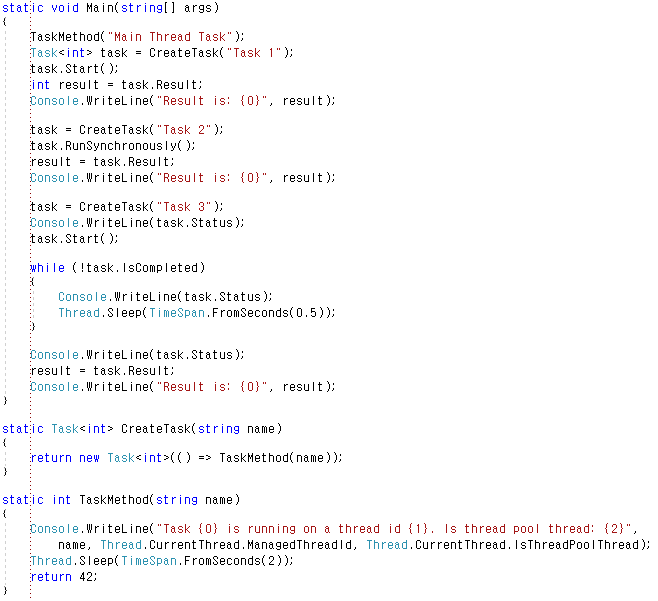 static void Main(string[] args)
{
    TaskMethod("Main Thread Task");
    Task<int> task = CreateTask("Task 1");
    task.Start();
    int result = task.Result;
    Console.WriteLine("Result is: {0}", result);

    task = CreateTask("Task 2");
    task.RunSynchronously();
    result = task.Result;
    Console.WriteLine("Result is: {0}", result);

    task = CreateTask("Task 3");
    Console.WriteLine(task.Status);
    task.Start();

    while (!task.IsCompleted)
    {
        Console.WriteLine(task.Status);
        Thread.Sleep(TimeSpan.FromSeconds(0.5));
    }

    Console.WriteLine(task.Status);
    result = task.Result;
    Console.WriteLine("Result is: {0}", result);
}

static Task<int> CreateTask(string name)
{
    return new Task<int>(() => TaskMethod(name));
}

static int TaskMethod(string name)
{
    Console.WriteLine("Task {0} is running on a thread id {1}. Is thread pool thread: {2}",
        name, Thread.CurrentThread.ManagedThreadId, Thread.CurrentThread.IsThreadPoolThread);
    Thread.Sleep(TimeSpan.FromSeconds(2));
    return 42;
}